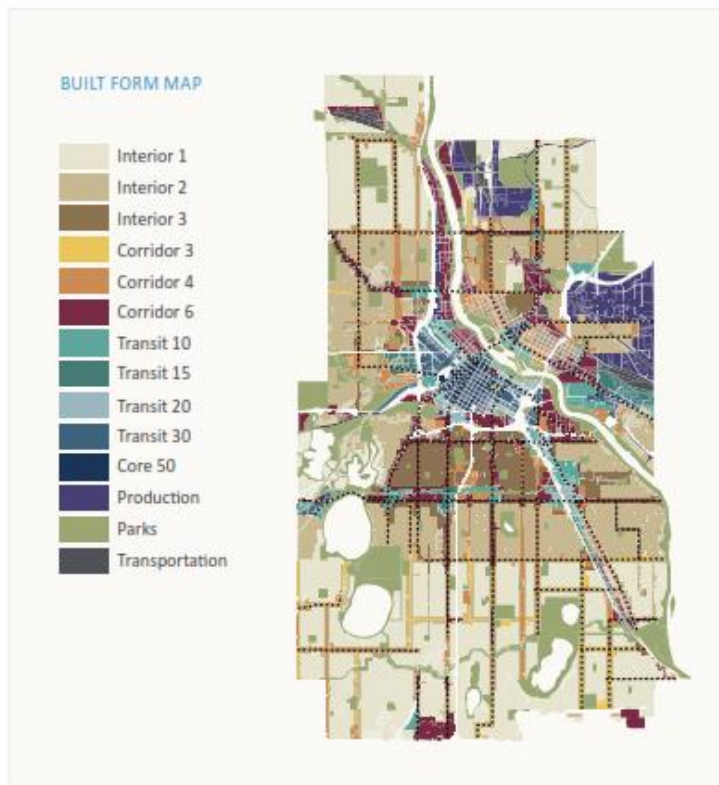 BUILT FORM MAP
Interior 1
Interior 2
Interior 3
Corridor 3
Corridor 4
Corridor 6
Transit 10
Transit 15
Transit 20
Transit 30
Core 50
Production
Parks
Transportation